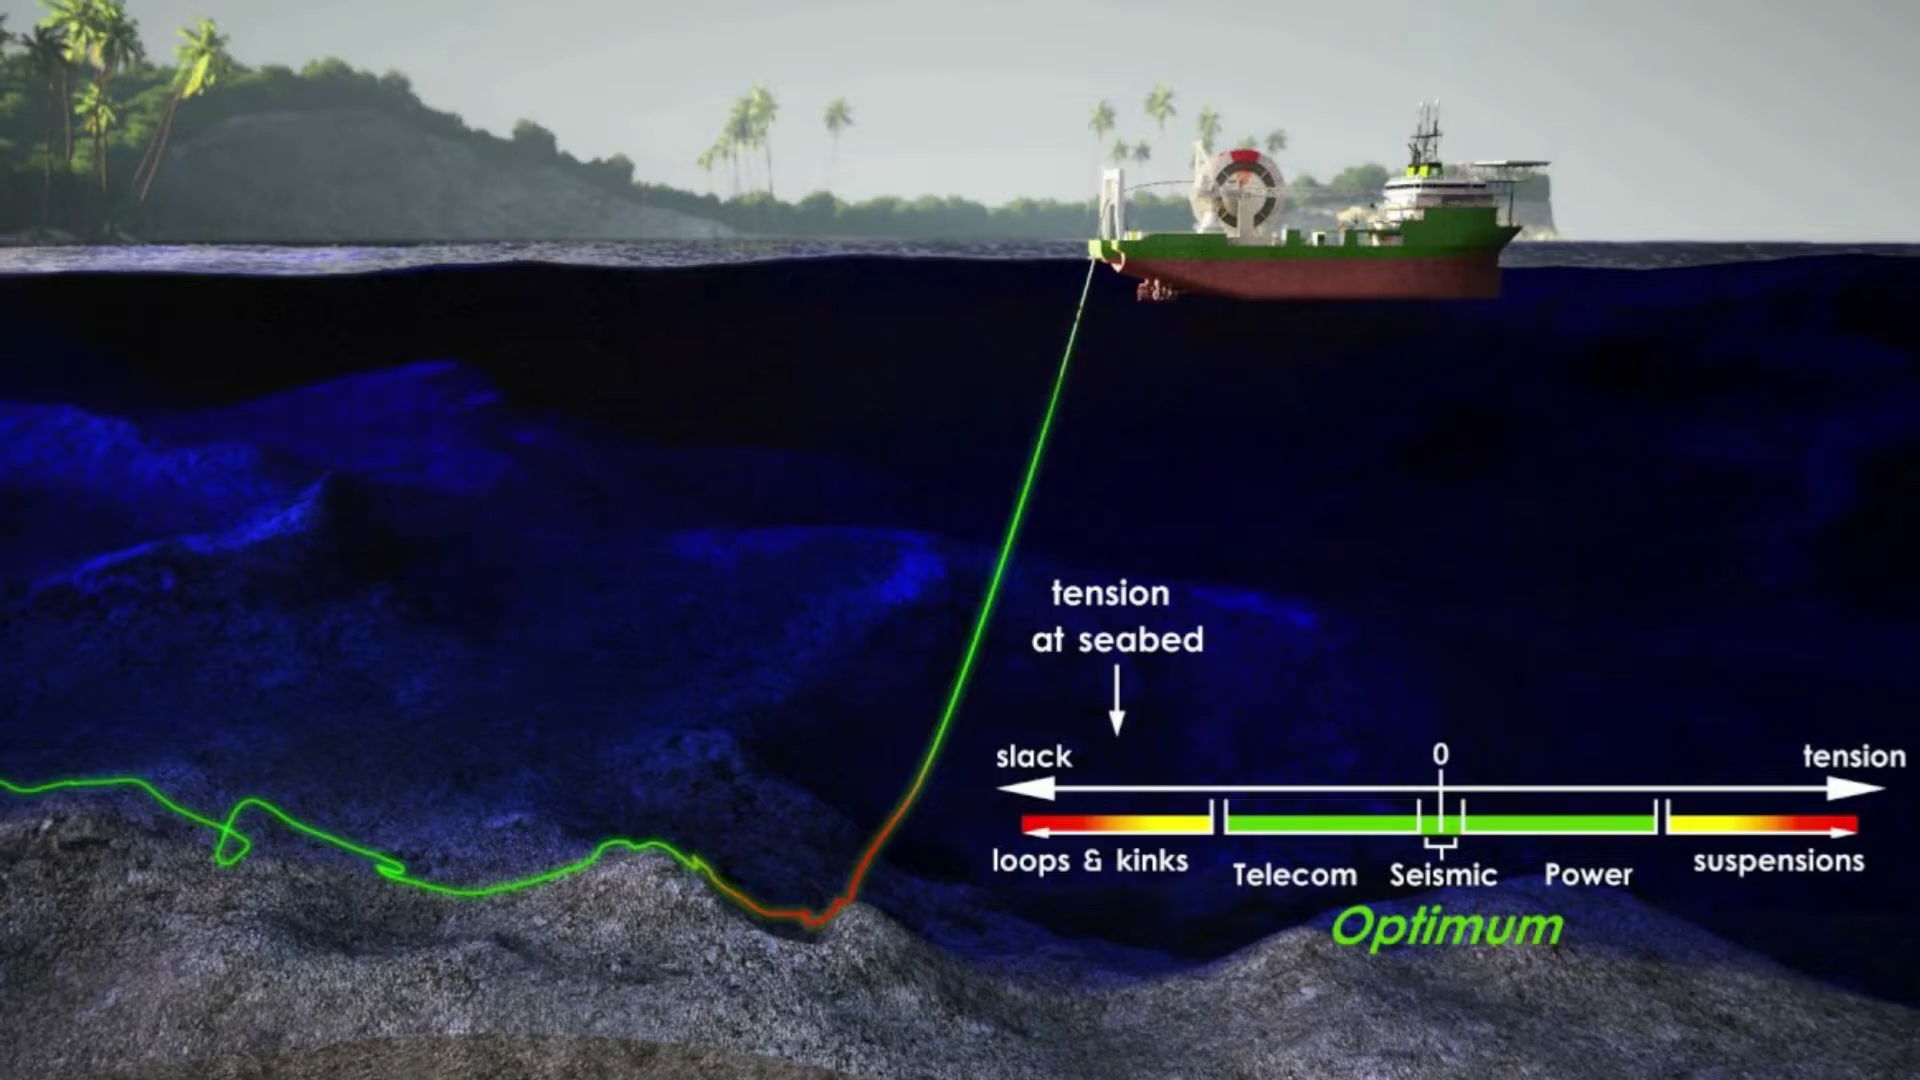 tension
at seabed
slack
0
tension
loops & kinks
Telecom
Seismic
Power
suspensions
Optimum